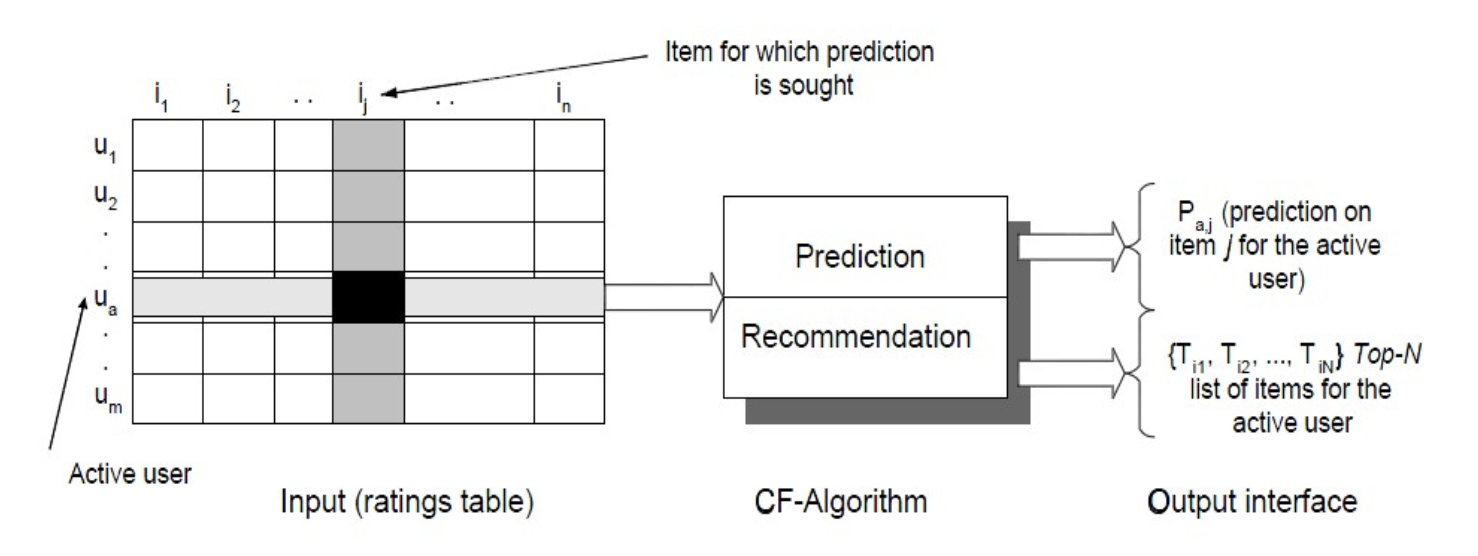 Item for which prediction
is sought
i1 i2 . . ij . . in
u1
u2
.
.
ua
.
.
um
Active user
Input (ratings table)
Prediction
Recommendation
CF-Algorithm
Pa,j (prediction on
item j for the active
user)
{Ti1, Ti2, ..., TiN} Top-N
list of items for the
active user
Output interface